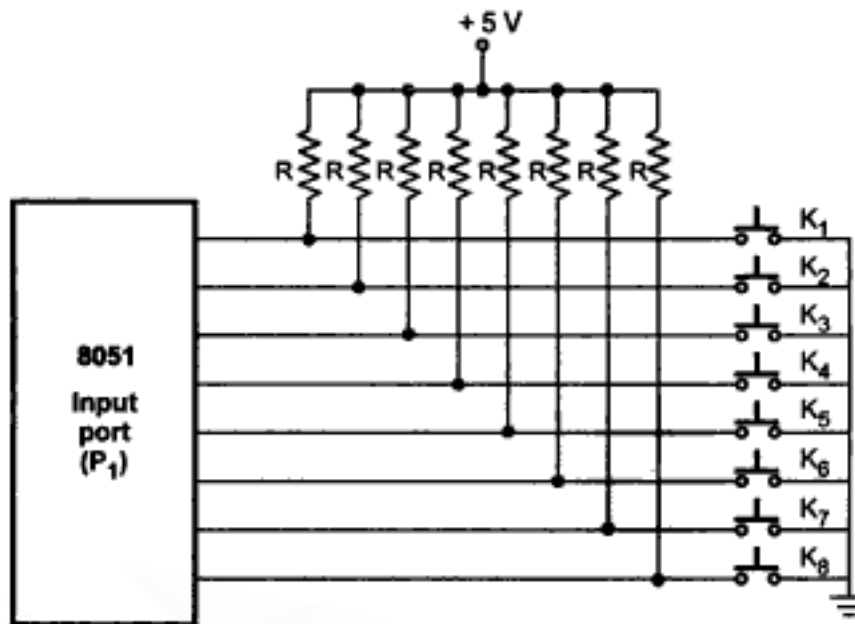 + 5 V
R R R R R R R R
K1
K2
K3
K4
K5
K6
K7
K8
8051
Input
port
(P1)